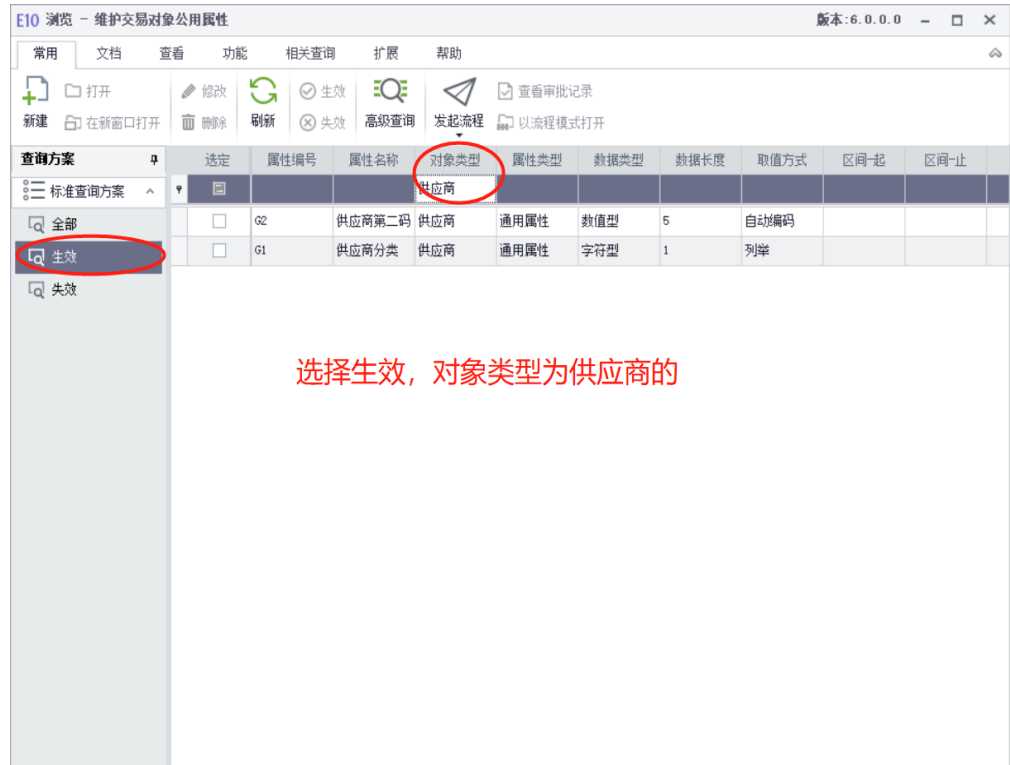 E10 浏览 - 维护交易对象公用属性 版本:6.0.0.0
常用 文档 查看 功能 相关查询 扩展 帮助
打开 修改 生效 查看审批记录
新建 在新窗口打开 删除 刷新 失效 高级查询 发起流程 以流程模式打开
查询方案 选定 属性编号 属性名称 对象类型 属性类型 数据类型 数据长度 取值方式 区间一起 区间一止
标准查询方案 供应商
全部 G2 供应商第二码 供应商 通用属性 数值型 5 自动编码
生效 G1 供应商分类 供应商 通用属性 字符型 1 列举
失效
选择生效，对象类型为供应商的